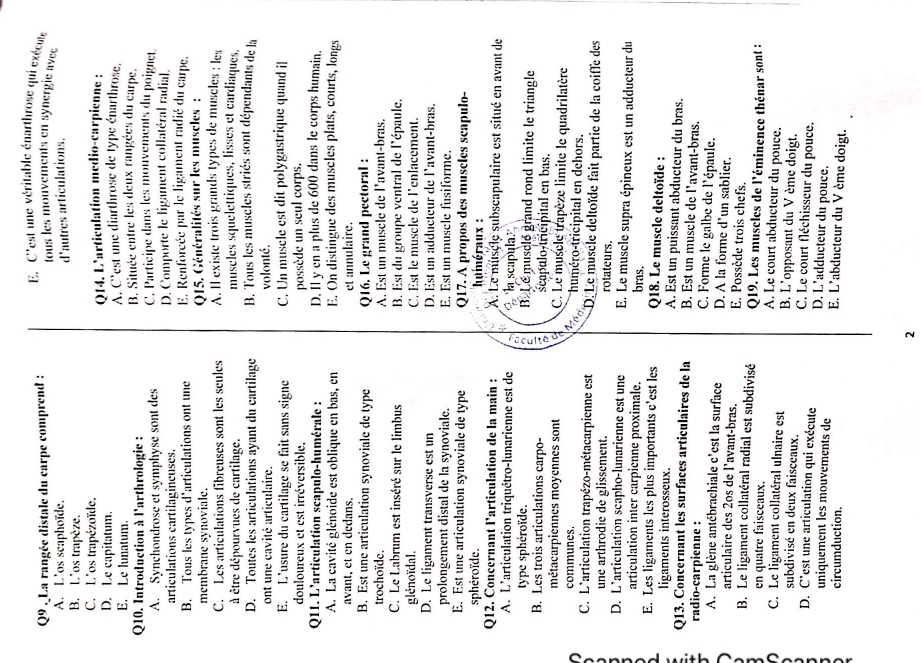 Q9 . La rangée distale du carpe comprend :
A. L'os scaphoïde.
B. L'os trapèze.
C. L'os trapézoïde.
D. Le capitatum.
E. Le lunatum.
Q10. Introduction à l'arthrologie :
A. Synchondrose et symphyse sont des
articulations cartilagineuses.
B. Tous les types d'articulations ont une
membrane synoviale.
C. Les articulations fibreuses sont les seules
à être dépourvues de cartilage.
D. Toutes les articulations ayant du cartilage
ont une cavité articulaire.
E. L'usure du cartilage se fait sans signe
douloureux et est irréversible.
Q11. L'articulation scapulo-humérale :
A. La cavité glénoide est oblique en bas, en
avant, et en dedans.
B. Est une articulation synoviale de type
trochoïde.
C. Le Labrum est inséré sur le limbus
glénoïdal.
D. Le ligament transverse est un
prolongement distal de la synoviale.
E. Est une articulation synoviale de type
sphéroïde.
Q12. Concernant l'articulation de la main :
A. L'articulation triquétro-lunarienne est de
type sphéroïde.
B. Les trois articulations carpo-
métacarpiennes moyennes sont
communes.
C. L'articulation trapézo-métacarpienne est
une arthrodie de glissement.
D. L'articulation scapho-lunarienne est une
articulation inter carpienne proximale.
E. Les ligaments les plus importants c'est les
ligaments interosseux.
Q13. Concernant les surfaces articulaires de la
radio-carpienne :
A. La glène antébrachiale c'est la surface
articulaire des 2os de l'avant-bras.
B. Le ligament collatéral radial est subdivisé
en quatre faisceaux.
C. Le ligament collatéral ulnaire est
subdivisé en deux faisceaux.
D. C'est une articulation qui exécute
uniquement les mouvements de
circumduction.
E. C'est une véritable énarthrose qui exécute
tous les mouvements en synergie avec
d'autres articulations.
Q14. L'articulation medio-carpienne :
A. C'est une diarthrose de type énarthrose.
B. Située entre les deux rangées du carpe.
C. Participe dans les mouvements du poignet.
D. Comporte le ligament collatéral radial.
E. Renforcée par le ligament radié du carpe.
Q15. Généralités sur les muscles :
A. Il existe trois grands types de muscles : les
muscles squelettiques, lisses et cardiaques.
B. Tous les muscles striés sont dépendants de la
volonté.
C. Un muscle est dit polygastrique quand il
possède un seul corps.
D. Il y en a plus de 600 dans le corps humain.
E. On distingue des muscles plats, courts, longs
et annulaire.
Q16. Le grand pectoral :
A. Est un muscle de l'avant-bras.
B. Est du groupe ventral de l'épaule.
C. Est le muscle de l'enlacement.
D. Est un adducteur de l'avant-bras.
E. Est un muscle fusiforme.
Q17. A propos des muscles scapulo-
huméraux :
A. Le muscle subscapulaire est situé en avant de
la scapula.
B. Le muscle grand rond limite le triangle
scapulo-tricipital en bas.
C. Le muscle trapèze limite le quadrilatère
huméro-tricipital en dehors.
D. Le muscle deltoïde fait partie de la coiffe des
rotateurs.
E. Le muscle supra épineux est un adducteur du
bras.
Q18. Le muscle deltoïde :
A. Est un puissant abducteur du bras.
B. Est un muscle de l'avant-bras.
C. Forme le galbe de l'épaule.
D. A la forme d'un sablier.
E. Possède trois chefs.
Q19. Les muscles de l'éminence thénar sont :
A. Le court abducteur du pouce.
B. L'opposant du V ème doigt.
C. Le court fléchisseur du pouce.
D. L'adducteur du pouce.
E. L'abducteur du V ème doigt.
2
Scanned with CamScanner
Faculté de